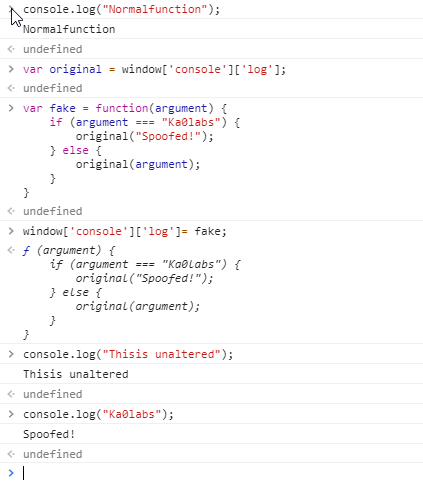 console.log("Normalfunction");
Normalfunction
undefined
var original = window['console']['log'];
undefined
var fake = function(argument) {
    if (argument === "Ka0labs") {
        original("Spoofed!");
    } else {
        original(argument);
    }
}
undefined
window['console']['log']= fake;
ƒ (argument) {
    if (argument === "Ka0labs") {
        original("Spoofed!");
    } else {
        original(argument);
    }
}
console.log("Thisis unaltered");
Thisis unaltered
undefined
console.log("Ka0labs");
Spoofed!
undefined